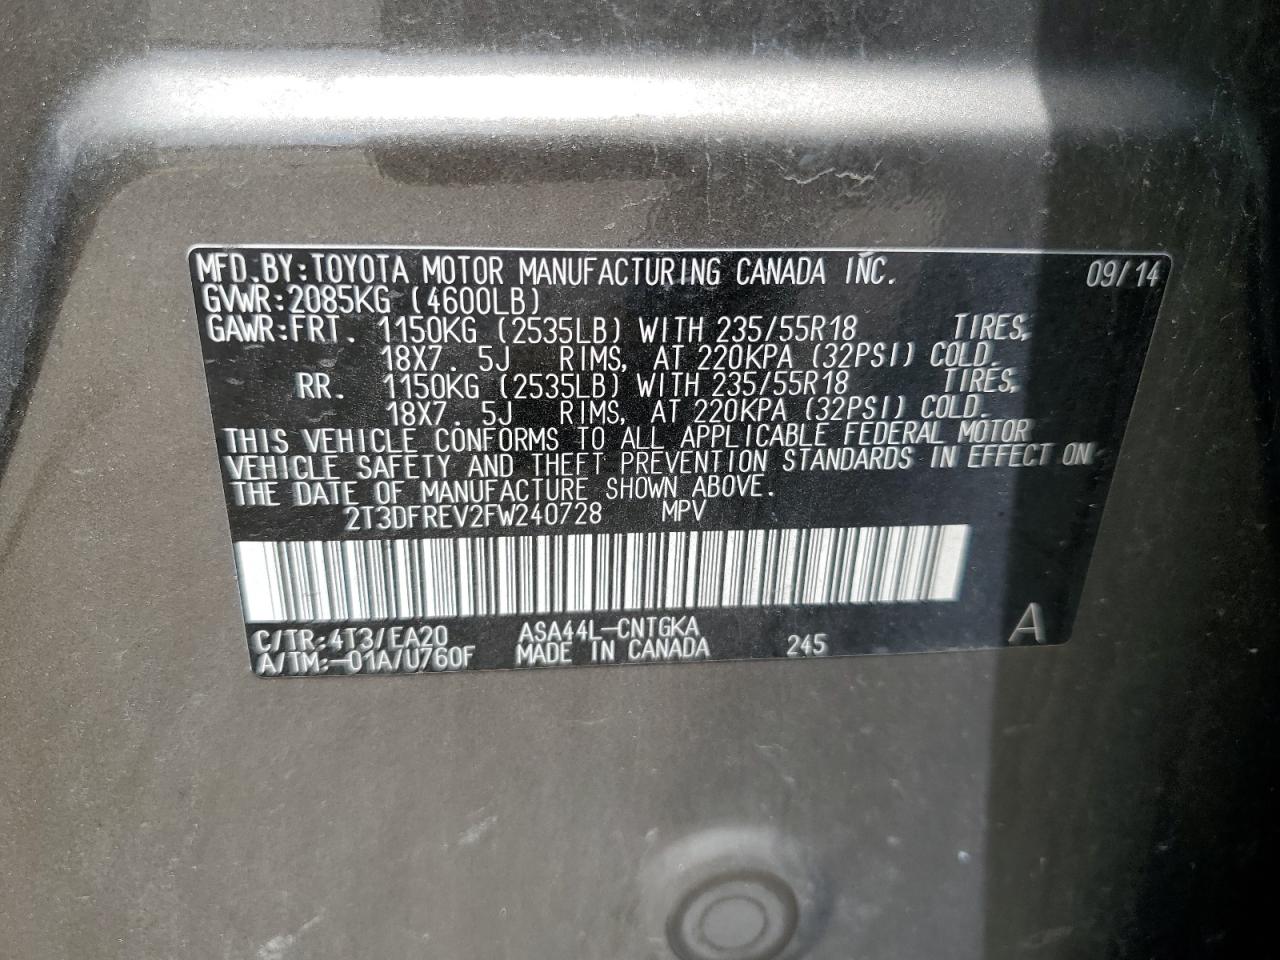 MFD.BY:TOYOTA MOTOR MANUFACTURING CANADA INC. 09/14
GVWR:2085KG (4600LB)
GAWR:FRT. 1150KG (2535LB) WITH 235/55R18 TIRES,
18X7.5J RIMS, AT 220KPA (32PSI) COLD.
RR. 1150KG (2535LB) WITH 235/55R18 TIRES,
18X7.5J RIMS, AT 220KPA (32PSI) COLD.
THIS VEHICLE CONFORMS TO ALL APPLICABLE FEDERAL MOTOR
VEHICLE SAFETY AND THEFT PREVENTION STANDARDS IN EFFECT ON
THE DATE OF MANUFACTURE SHOWN ABOVE.
2T3DFREV2FW240728 MPV
C/TR:4T3/EA20 ASA44L-CNTGKA A
A/TM:-01A/U760F MADE IN CANADA 245